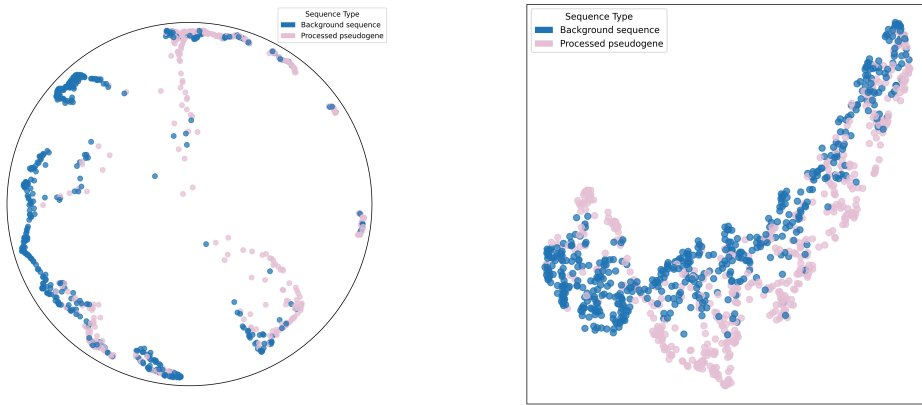 Sequence Type
Background sequence
Processed pseudogene
Sequence Type
Background sequence
Processed pseudogene